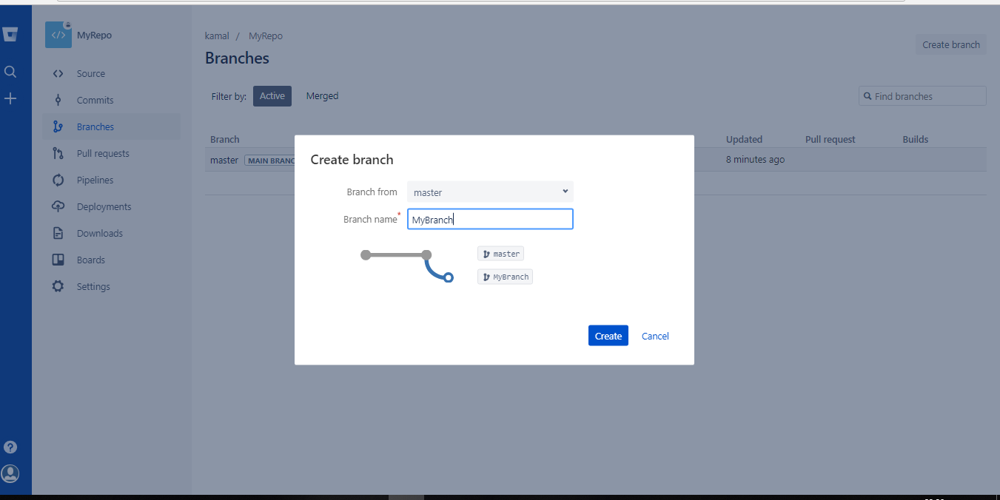 MyRepo
Source
Commits
Branches
Pull requests
Pipelines
Deployments
Downloads
Boards
Settings
kamal / MyRepo
Branches
Create branch
Filter by: Active Merged
Find branches
Branch Updated Pull request Builds
master MAIN BRANC 8 minutes ago
Create branch
Branch from master
Branch name* MyBranch
master
MyBranch
Create Cancel